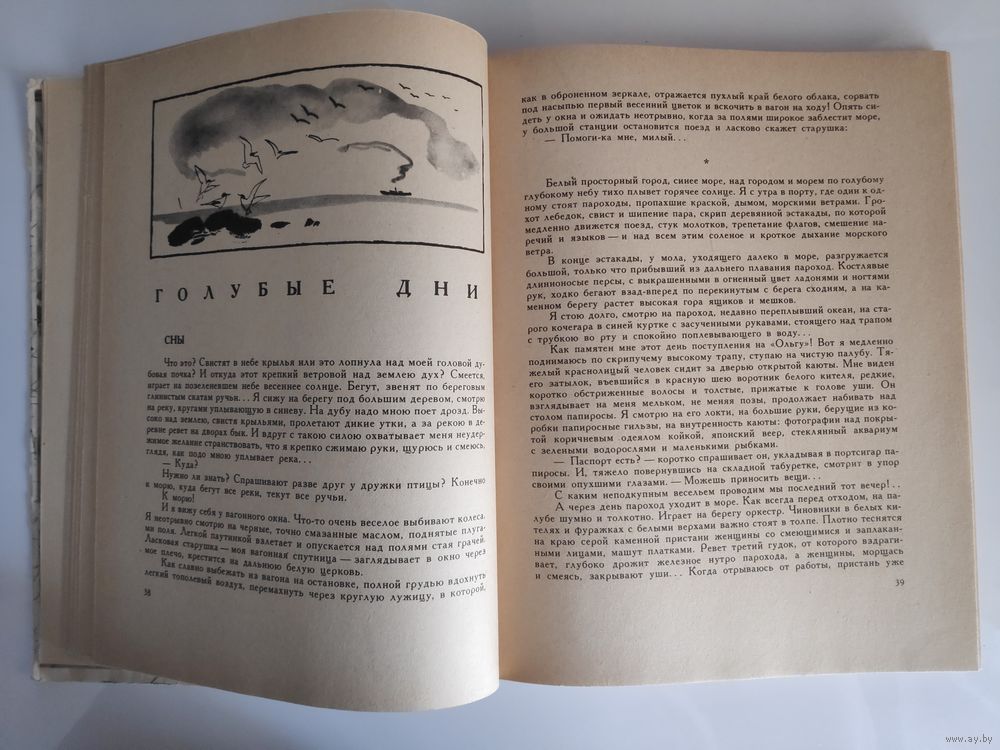 ГОЛУБЫЕ ДНИ
СНЫ
Что это? Свистят в небе крылья или это лопнула над моей головой ду-
бовая почка? И откуда этот крепкий ветровой над землею дух? Смеется,
играет на позеленевшем небе весеннее солнце. Бегут, звенят по береговым
глинистым скатам ручьи... Я сижу на берегу под большим деревом, смотрю
на реку, кругами уплывающую в синеву. На дубу надо мною поет дрозд. Вы-
соко над землею, свистя крыльями, пролетают дикие утки, а за рекою в де-
ревне ревет на дворах бык. И вдруг с такою силою охватывает меня неудер-
жимое желание странствовать, что я крепко сжимаю руки, щурюсь и смеюсь,
глядя, как подо мною уплывает река...
— Куда?
Нужно ли знать? Спрашивают разве друг у дружки птицы? Конечно
к морю, куда бегут все реки, текут все ручьи.
К морю!
И я вижу себя у вагонного окна. Что-то очень веселое выбивают колеса.
Я неотрывно смотрю на черные, точно смазанные маслом, поднятые плуга-
ми поля. Легкой паутинкой взлетает и опускается над полями стая грачей.
Ласковая старушка — моя вагонная спутница — заглядывает в окно через
мое плечо, крестится на дальнюю белую церковь.
Как славно выбежать из вагона на остановке, полной грудью вдохнуть
легкий тополевый воздух, перемахнуть через круглую лужицу, в которой,
38
как в оброненном зеркале, отражается пухлый край белого облака, сорвать
под насыпью первый весенний цветок и вскочить в вагон на ходу! Опять си-
деть у окна и ожидать неотрывно, когда за полями широкое заблестит море,
у большой станции остановится поезд и ласково скажет старушка:
— Помоги-ка мне, милый...
*
Белый просторный город, синее море, над городом и морем по голубому
глубокому небу тихо плывет горячее солнце. Я с утра в порту, где один к од-
ному стоят пароходы, пропахшие краской, дымом, морскими ветрами. Гро-
хот лебедок, свист и шипение пара, скрип деревянной эстакады, по которой
медленно движется поезд, стук молотков, трепетание флагов, смешение на-
речий и языков — и над всем этим соленое и кроткое дыхание морского
ветра.
В конце эстакады, у мола, уходящего далеко в море, разгружается
большой, только что прибывший из дальнего плавания пароход. Костлявые
длинноносые персы, с выкрашенными в огненный цвет ладонями и ногтями
рук, ходко бегают взад-вперед по перекинутым с берега сходням, а на ка-
менном берегу растет высокая гора ящиков и мешков.
Я стою долго, смотрю на пароход, недавно переплывший океан, на ста-
рого кочегара в синей куртке с засученными рукавами, стоящего над трапом
с трубкою во рту и спокойно поплевывающего в воду...
Как памятен мне этот день поступления на «Ольгу»! Вот я медленно
поднимаюсь по скрипучему высокому трапу, ступаю на чистую палубу. Тя-
желый краснолицый человек сидит за дверью открытой каюты. Мне виден
его затылок, въевшийся в красную шею воротник белого кителя, редкие,
коротко обстриженные волосы и толстые, прижатые к голове уши. Он
взглядывает на меня мельком, не меняя позы, продолжает набивать над
столом папиросы. Я смотрю на его локти, на большие руки, берущие из ко-
робки папиросные гильзы, на внутренность каюты: фотографии над покры-
той коричневым одеялом койкой, японский веер, стеклянный аквариум
с зелеными водорослями и маленькими рыбками.
— Паспорт есть? — коротко спрашивает он, укладывая в портсигар па-
пиросы. И, тяжело повернувшись на складной табуретке, смотрит в упор
своими опухшими глазами. — Можешь приносить вещи...
С каким неподкупным весельем проводим мы последний тот вечер!..
А через день пароход уходит в море. Как всегда перед отходом, на па-
лубе шумно и толкотно. Играет на берегу оркестр. Чиновники в белых ки-
телях и фуражках с белыми верхами важно стоят в толпе. Плотно теснятся
на краю серой каменной пристани женщины со смеющимися и заплакан-
ными лицами, машут платками. Ревет третий гудок, от которого вздраги-
вает, глубоко дрожит железное нутро парохода, а женщины, морщась
и смеясь, закрывают уши... Когда отрываюсь от работы, пристань уже
39
www.ay.by